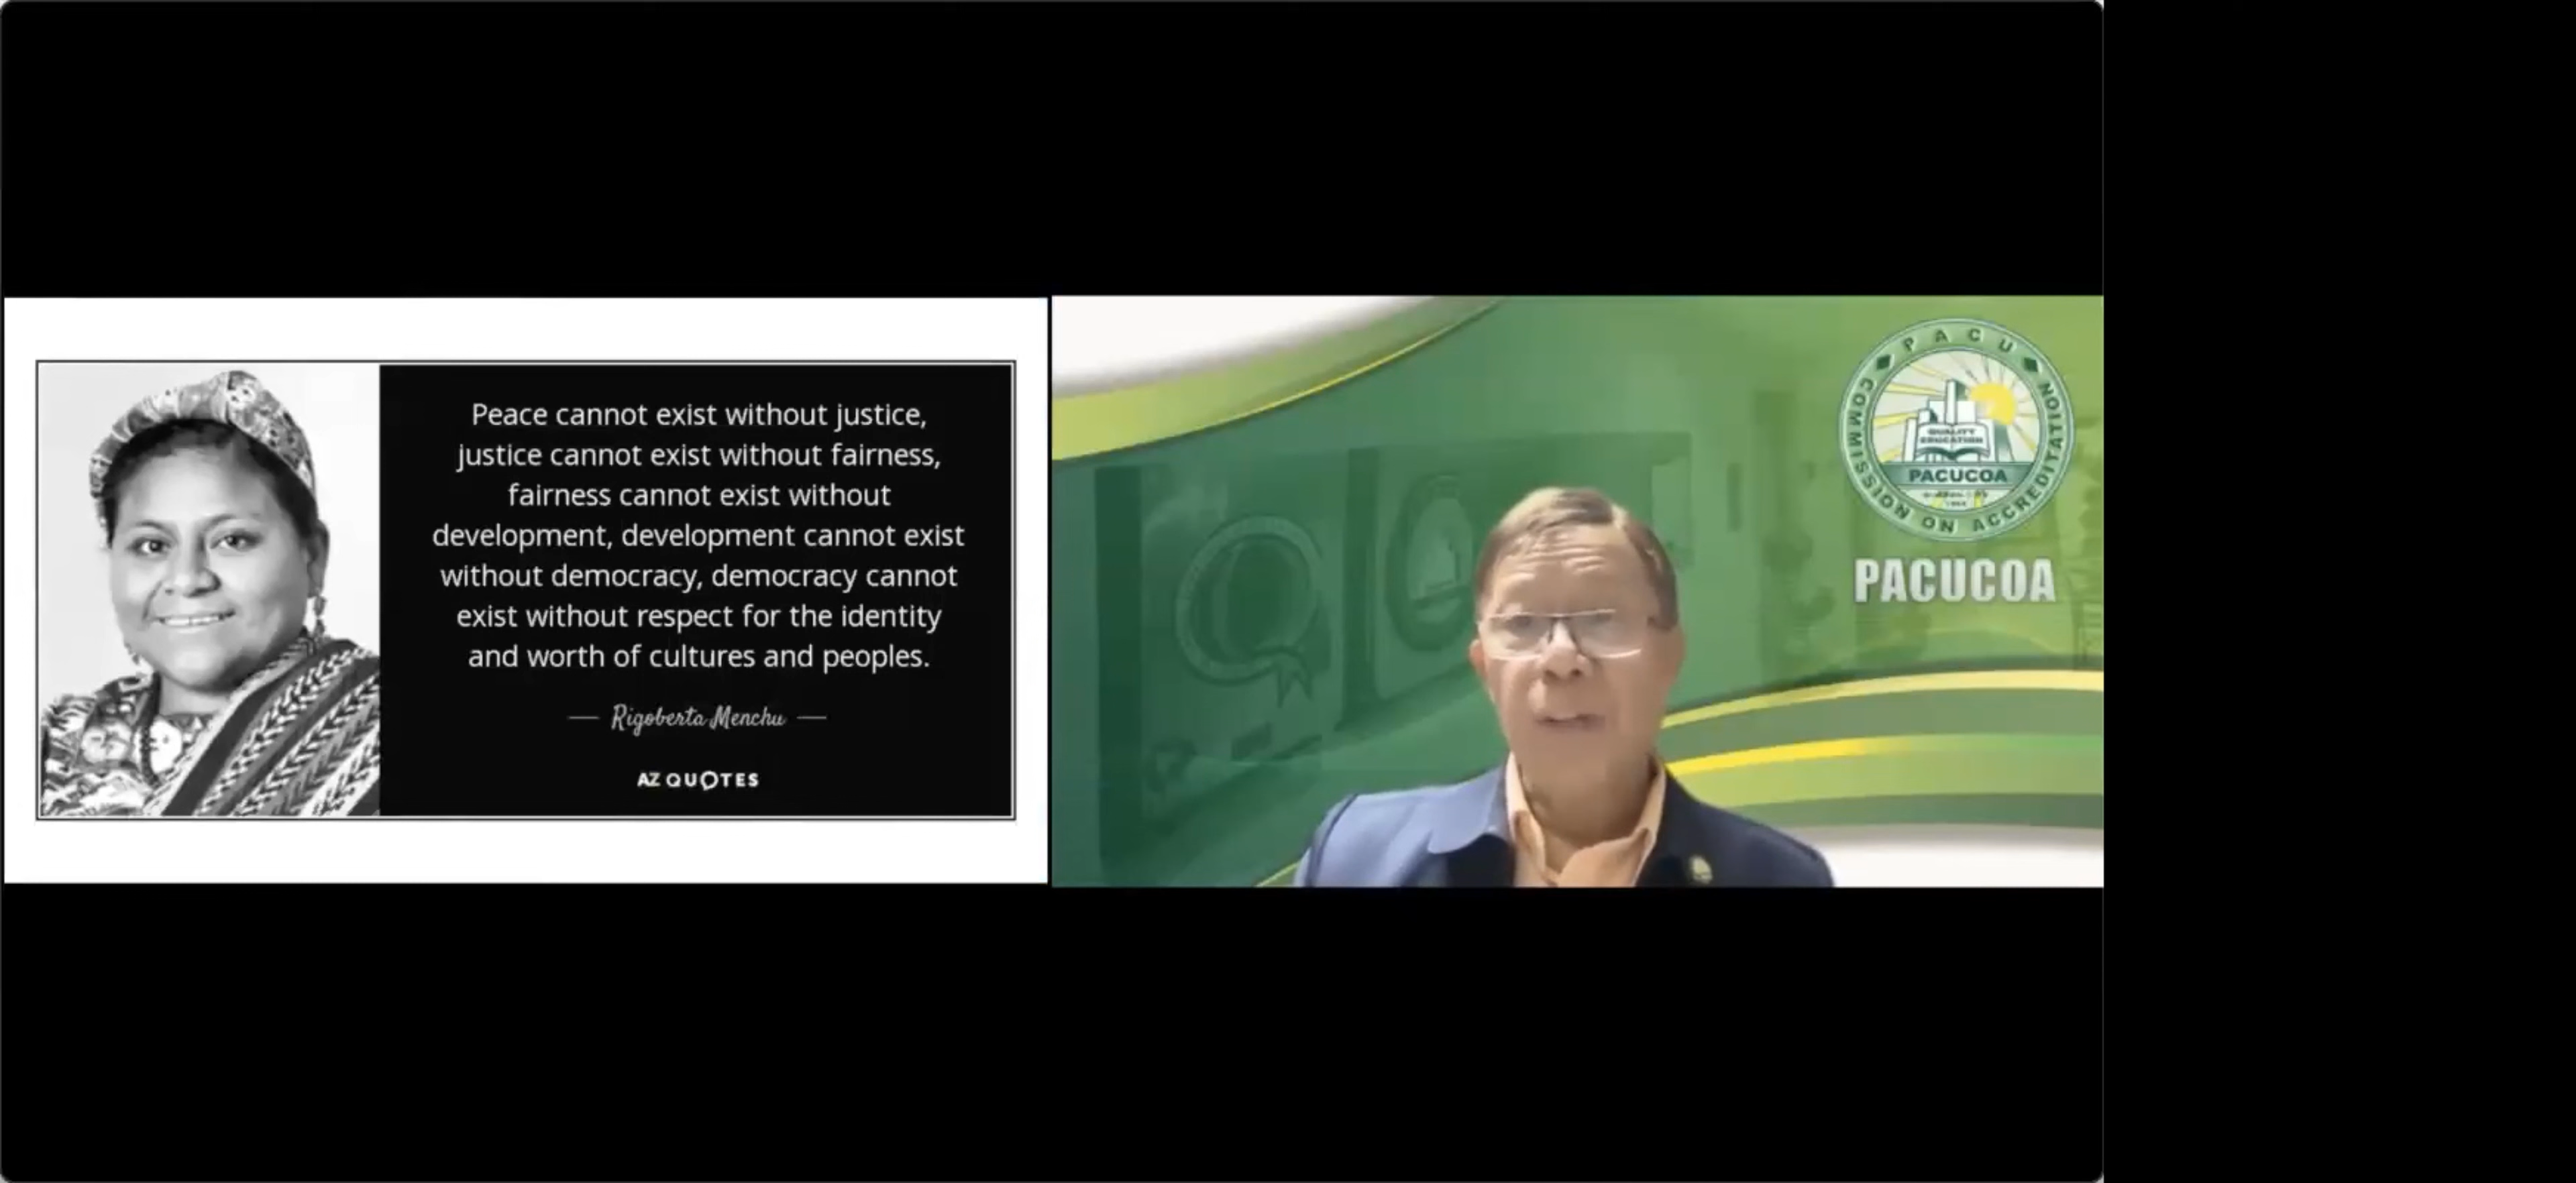 Peace cannot exist without justice,
justice cannot exist without fairness,
fairness cannot exist without
development, development cannot exist
without democracy, democracy cannot
exist without respect for the identity
and worth of cultures and peoples.
— Rigoberta Menchu —
AZ QUOTES
PACU
COMMISSION ON ACCREDITATION
QUALITY
EDUCATION
PACUCOA
PACUCOA